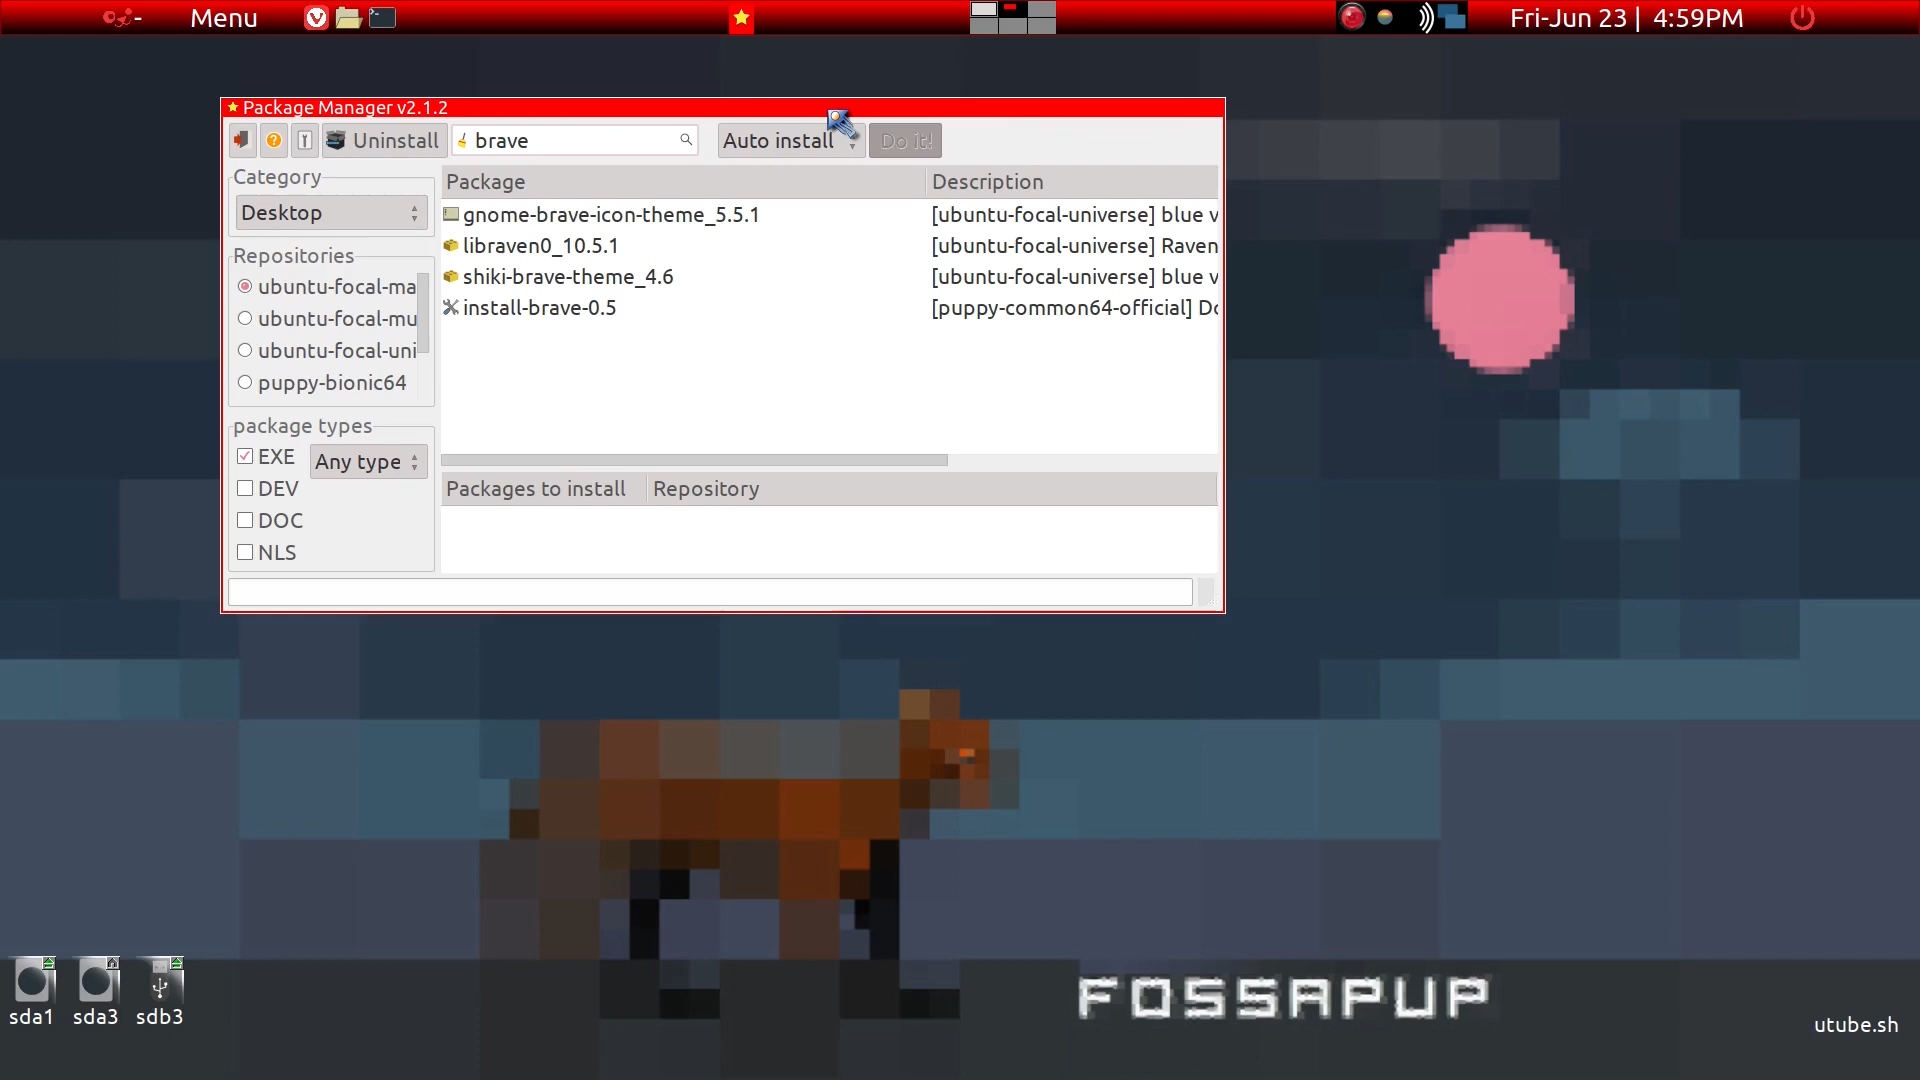 Menu
Fri-Jun 23 | 4:59PM
Package Manager v2.1.2
Uninstall
brave
Auto install
Do it!
Category
Desktop
Repositories
ubuntu-focal-ma
ubuntu-focal-mu
ubuntu-focal-uni
puppy-bionic64
package types
EXE
Any type
DEV
DOC
NLS
Package Description
gnome-brave-icon-theme_5.5.1 [ubuntu-focal-universe] blue v
libraven0_10.5.1 [ubuntu-focal-universe] Raven
shiki-brave-theme_4.6 [ubuntu-focal-universe] blue v
install-brave-0.5 [puppy-common64-official] Do
Packages to install Repository
sda1 sda3 sdb3
FOSSAPUP
utube.sh